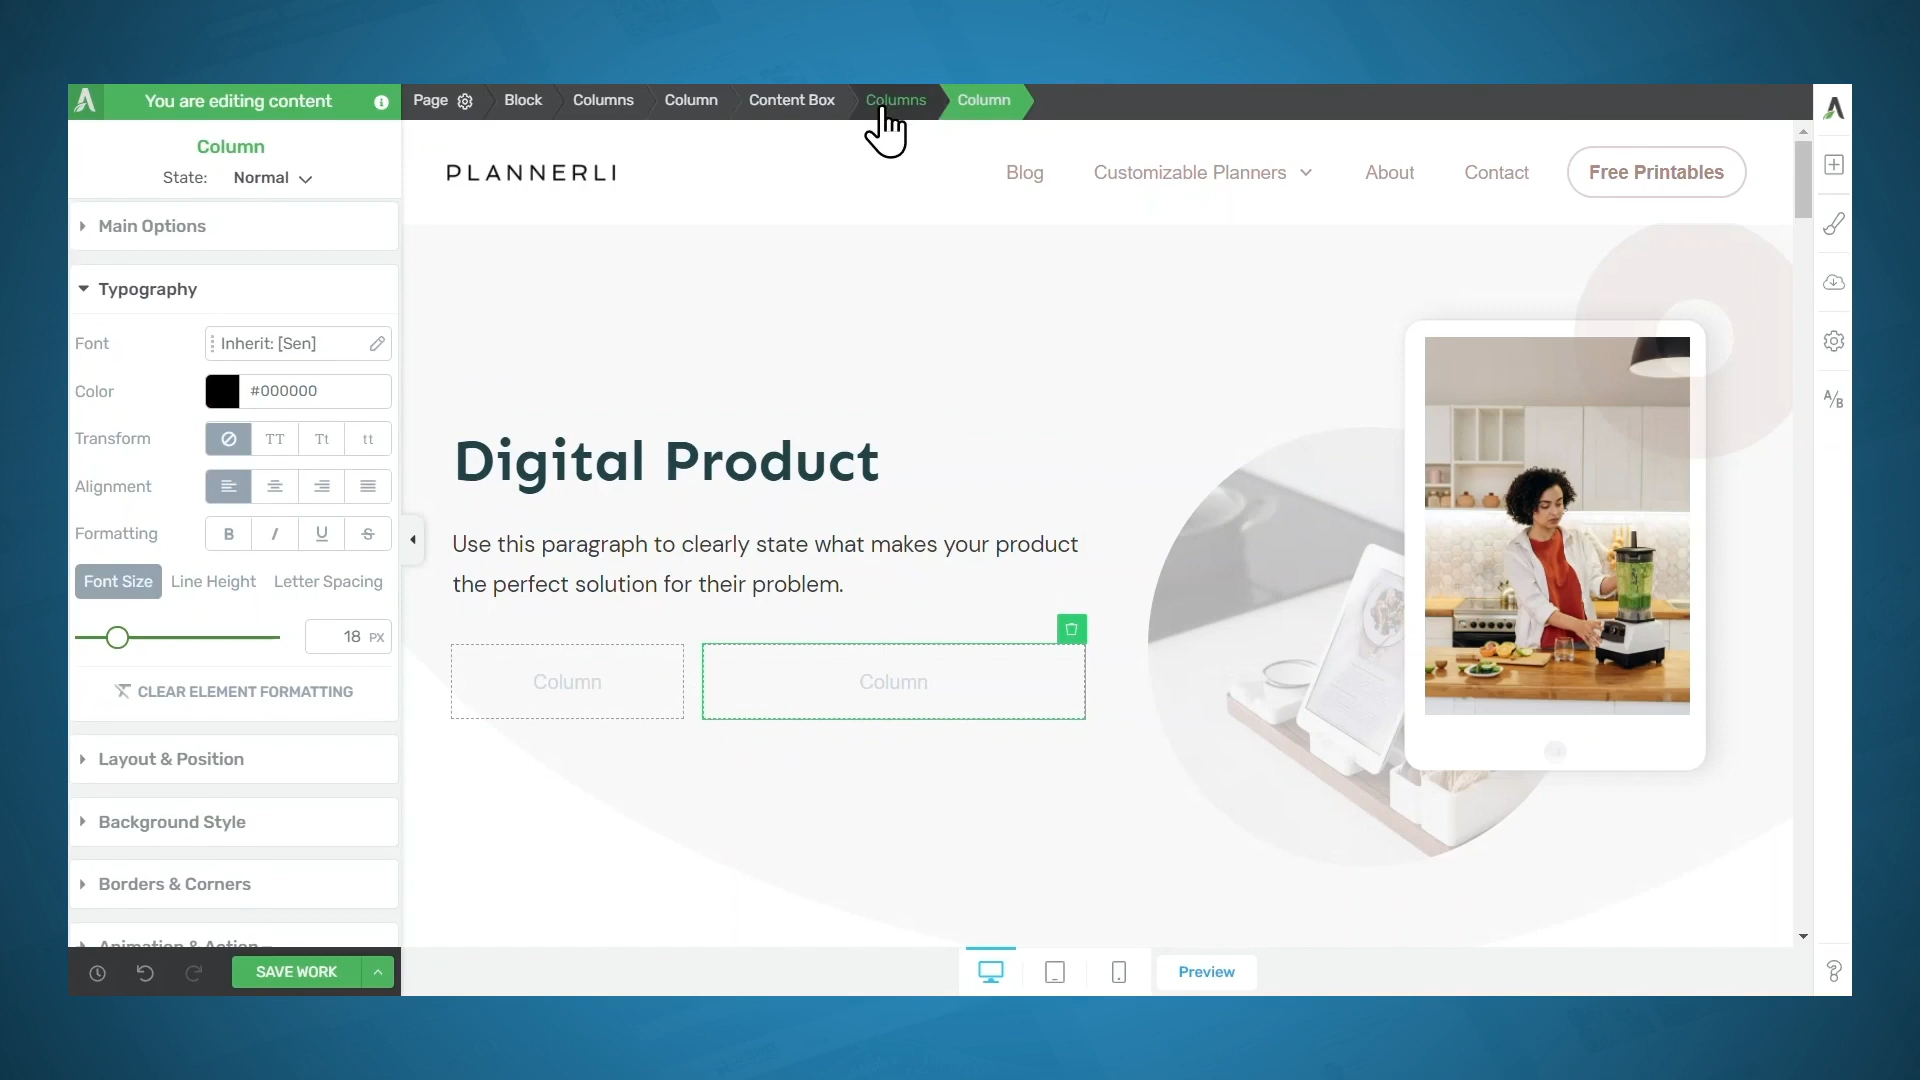 You are editing content
Page
Block
Columns
Column
Content Box
Columns
Column
Column
State: Normal
Main Options
Typography
Font
Inherit: [Sen]
Color
#000000
Transform
TT
Tt
tt
Alignment
Formatting
B
I
U
S
Font Size
Line Height
Letter Spacing
18 PX
CLEAR ELEMENT FORMATTING
Layout & Position
Background Style
Borders & Corners
Animation & Action
SAVE WORK
PLANNERLI
Blog
Customizable Planners
About
Contact
Free Printables
Digital Product
Use this paragraph to clearly state what makes your product
the perfect solution for their problem.
Column
Column
Preview
A/B